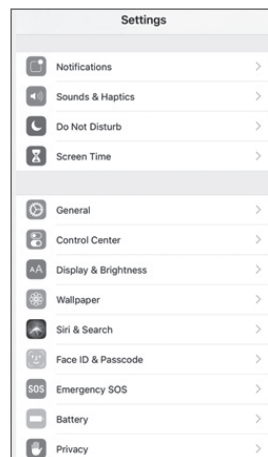 Settings
Notifications
Sounds & Haptics
Do Not Disturb
Screen Time
General
Control Center
AA Display & Brightness
Wallpaper
Siri & Search
Face ID & Passcode
SOS Emergency SOS
Battery
Privacy